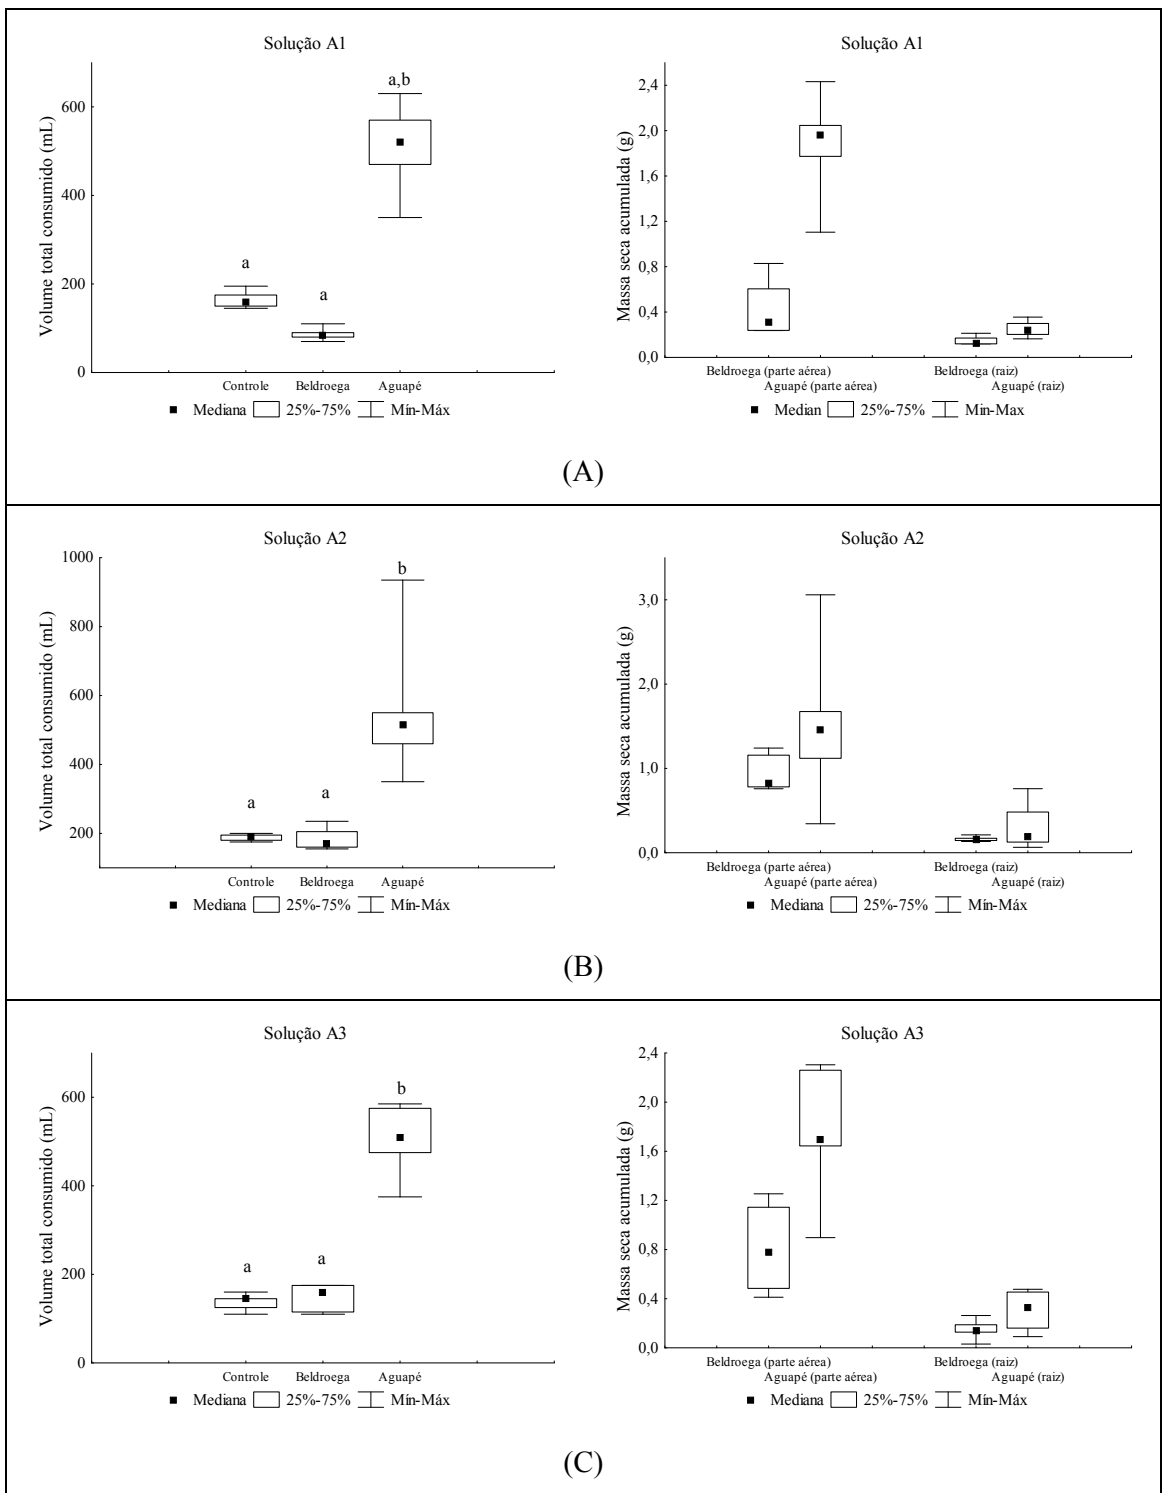 Solução A1
Volume total consumido (mL)
600
400
200
0
a
a
a,b
Controle Beldroega Aguapé
Mediana 25%-75% Mín-Máx
Solução A1
Massa seca acumulada (g)
2,4
2,0
1,6
1,2
0,8
0,4
0,0
Beldroega (parte aérea) Beldroega (raiz)
Aguapé (parte aérea) Aguapé (raiz)
Median 25%-75% Min-Max
(A)
Solução A2
Volume total consumido (mL)
1000
800
600
400
200
a
a
b
Controle Beldroega Aguapé
Mediana 25%-75% Mín-Máx
Solução A2
Massa seca acumulada (g)
3,0
2,0
1,0
0,0
Beldroega (parte aérea) Beldroega (raiz)
Aguapé (parte aérea) Aguapé (raiz)
Mediana 25%-75% Mín-Máx
(B)
Solução A3
Volume total consumido (mL)
600
400
200
0
a
a
b
Controle Beldroega Aguapé
Mediana 25%-75% Mín-Máx
Solução A3
Massa seca acumulada (g)
2,4
2,0
1,6
1,2
0,8
0,4
0,0
Beldroega (parte aérea) Beldroega (raiz)
Aguapé (parte aérea) Aguapé (raiz)
Mediana 25%-75% Mín-Máx
(C)